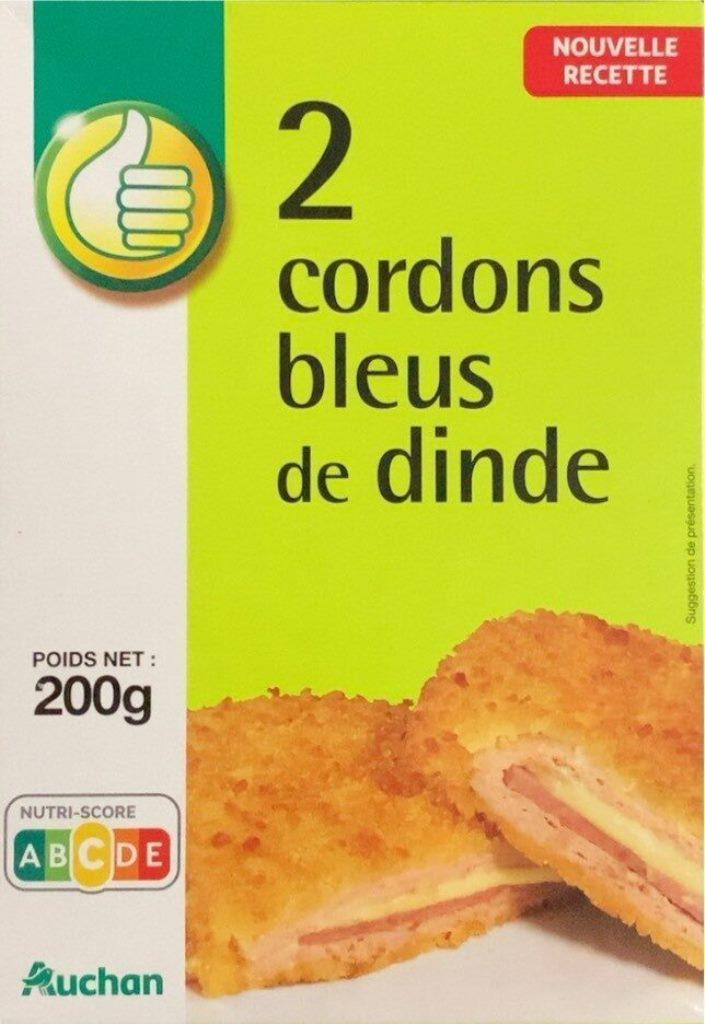 NOUVELLE
RECETTE
2
cordons
bleus
de dinde
Suggestion de présentation.
POIDS NET :
200g
NUTRI-SCORE
A B C D E
Auchan